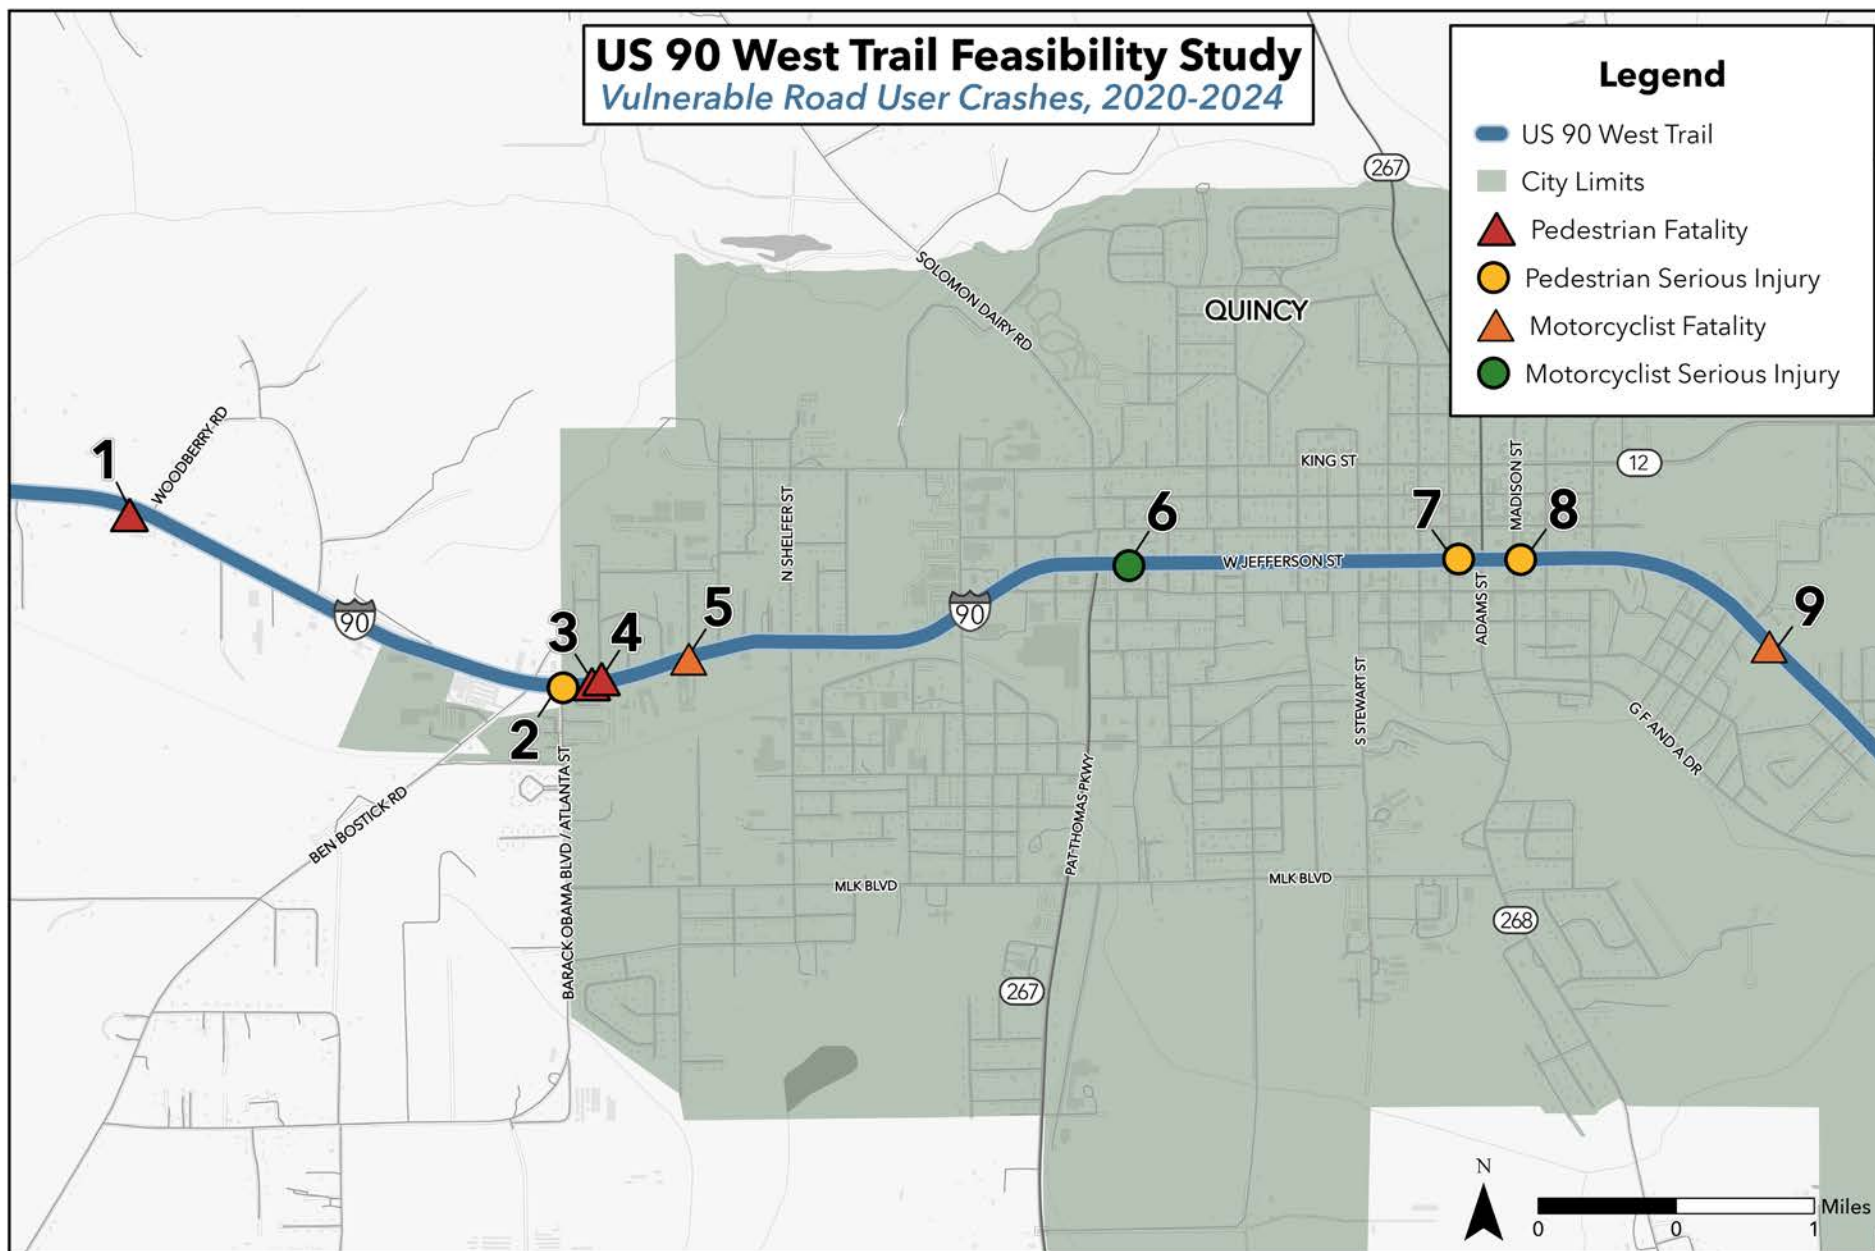 US 90 West Trail Feasibility Study
Vulnerable Road User Crashes, 2020-2024
Legend
US 90 West Trail
City Limits
Pedestrian Fatality
Pedestrian Serious Injury
Motorcyclist Fatality
Motorcyclist Serious Injury
267
SOLOMON DAIRY RD
QUINCY
WOODBERRY RD
1
KING ST
MADISON ST
12
N SHELFER ST
6
7
8
W JEFFERSON ST
90
90
3
4
5
9
ADAMS ST
2
S STEWART ST
G F AND A DR
BEN BOSTICK RD
BARACK OBAMA BLVD / ATLANTA ST
PAT THOMAS PKWY
MLK BLVD
MLK BLVD
268
267
N
Miles
0
0
1